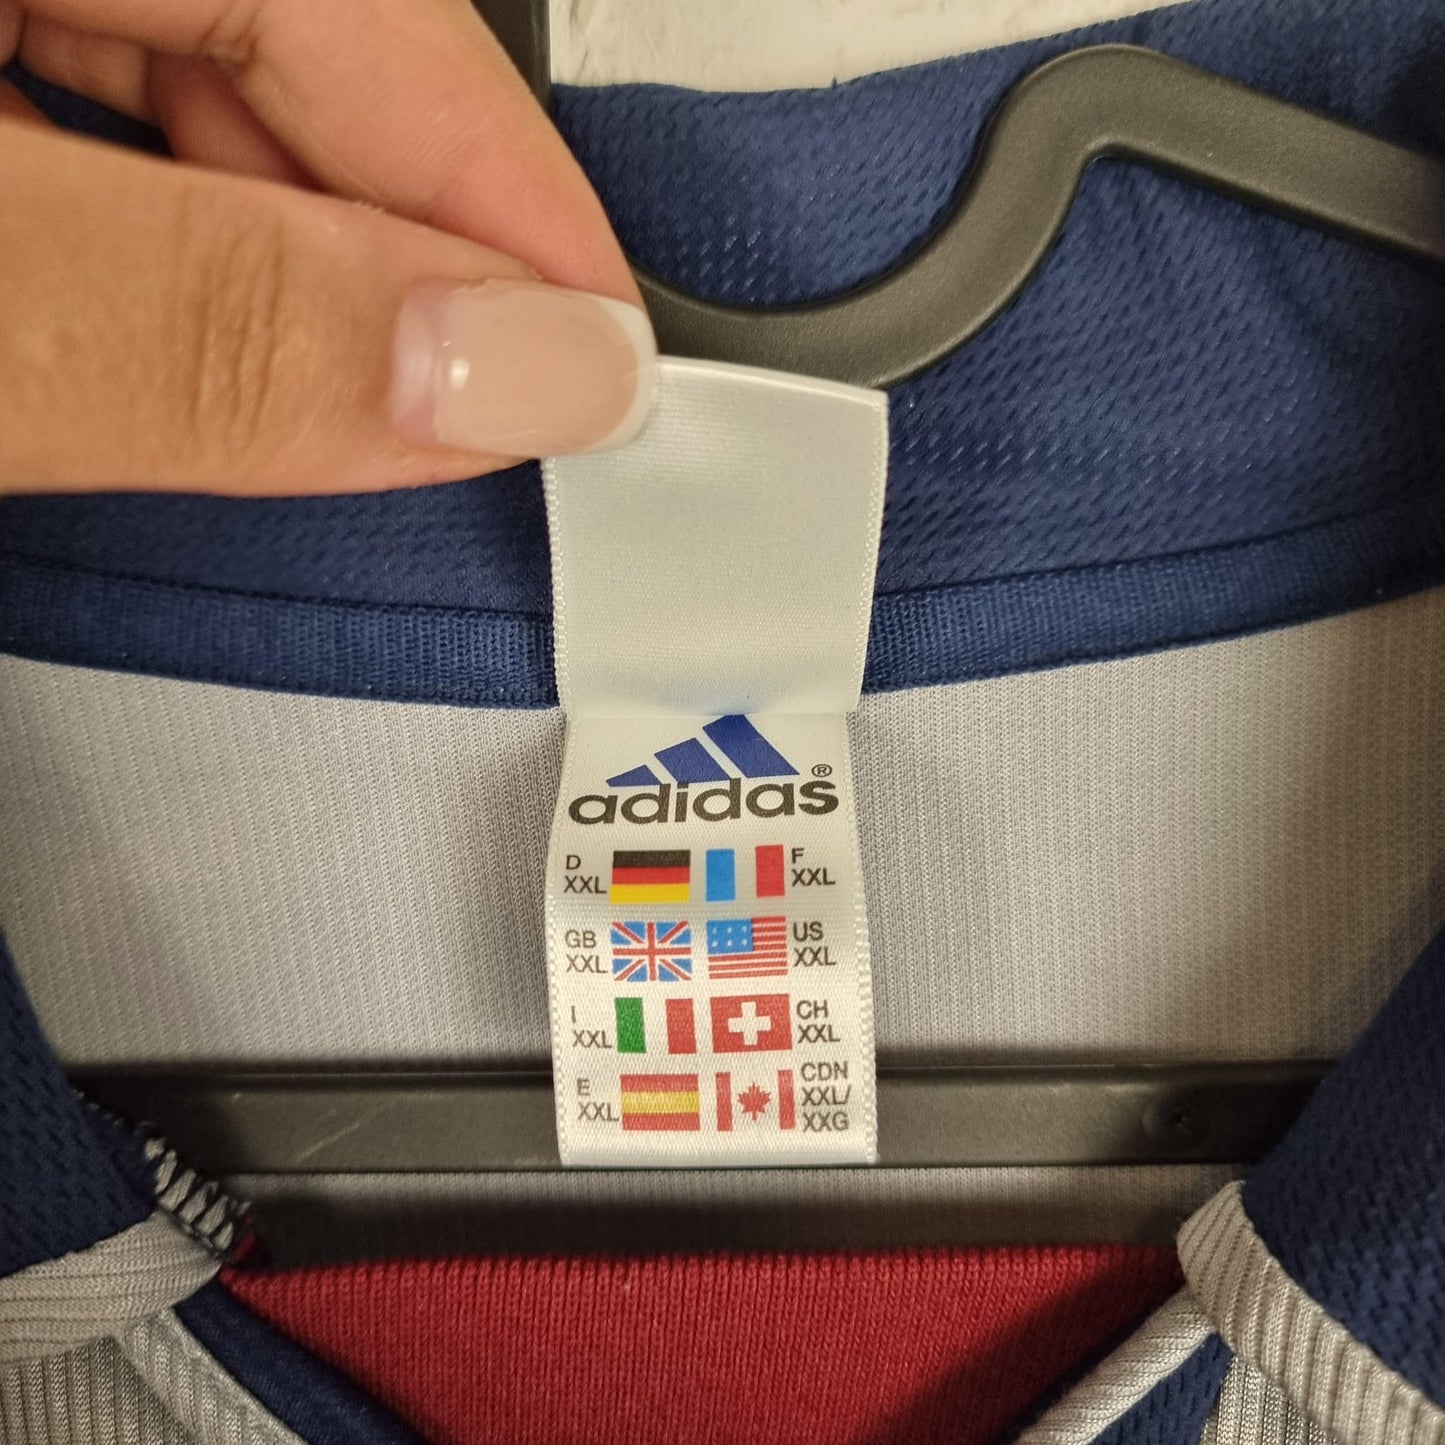 adidas®
D F
XXL XXL
GB US
XXL XXL
I CH
XXL XXL
E CDN
XXL XXL/
XXG